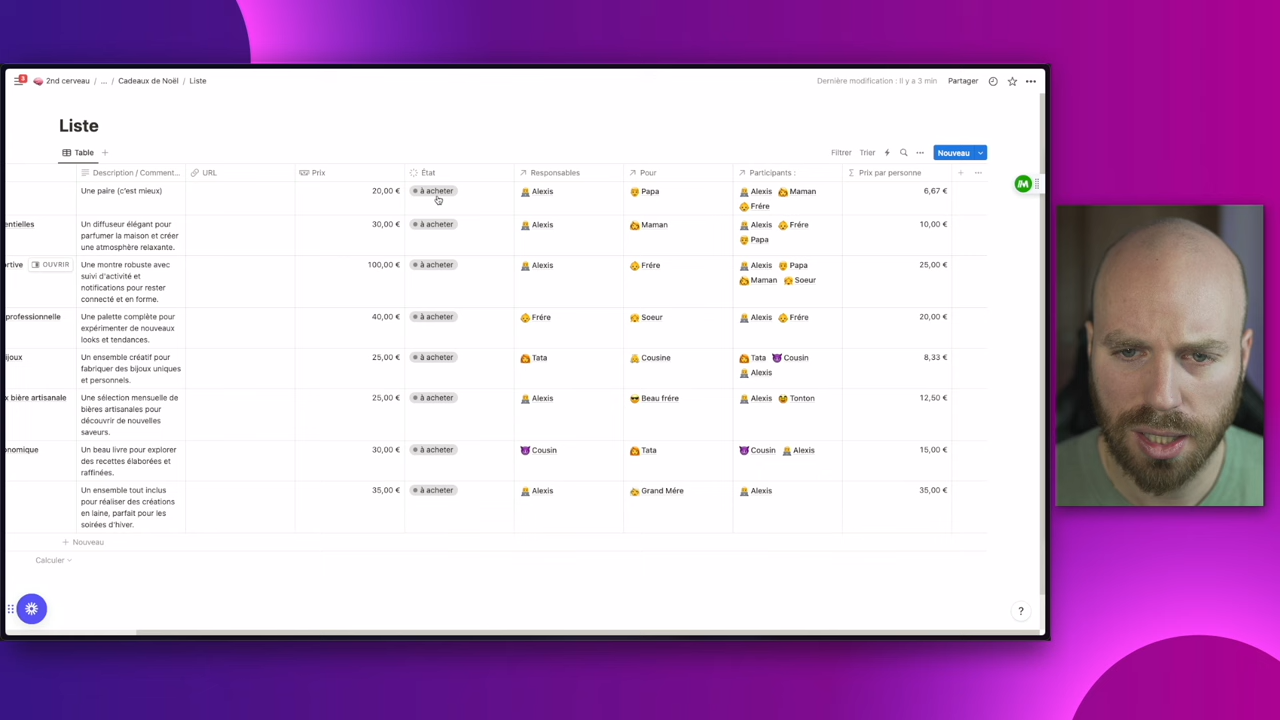 3
2nd cerveau / ... / Cadeaux de Noël / Liste
Dernière modification : Il y a 3 min
Partager
Liste
Table
Filtrer Trier
Nouveau
Description / Comment... URL Prix État Responsables Pour Participants : Prix par personne
Une paire (c'est mieux) 20,00 € à acheter Alexis Papa Alexis Maman 6,67 €
Frére
entielles Un diffuseur élégant pour 30,00 € à acheter Alexis Maman Alexis Frére 10,00 €
parfumer la maison et créer Papa
une atmosphère relaxante.
ortive OUVRIR Une montre robuste avec 100,00 € à acheter Alexis Frére Alexis Papa 25,00 €
suivi d'activité et Maman Soeur
notifications pour rester
connecté et en forme.
professionnelle Une palette complète pour 40,00 € à acheter Frére Soeur Alexis Frére 20,00 €
expérimenter de nouveaux
looks et tendances.
ijoux Un ensemble créatif pour 25,00 € à acheter Tata Cousine Tata Cousin 8,33 €
fabriquer des bijoux uniques Alexis
et personnels.
x bière artisanale Une sélection mensuelle de 25,00 € à acheter Alexis Beau frére Alexis Tonton 12,50 €
bières artisanales pour
découvrir de nouvelles
saveurs.
onomique Un beau livre pour explorer 30,00 € à acheter Cousin Tata Cousin Alexis 15,00 €
des recettes élaborées et
raffinées.
Un ensemble tout inclus 35,00 € à acheter Alexis Grand Mére Alexis 35,00 €
pour réaliser des créations
en laine, parfait pour les
soirées d'hiver.
+ Nouveau
Calculer
?